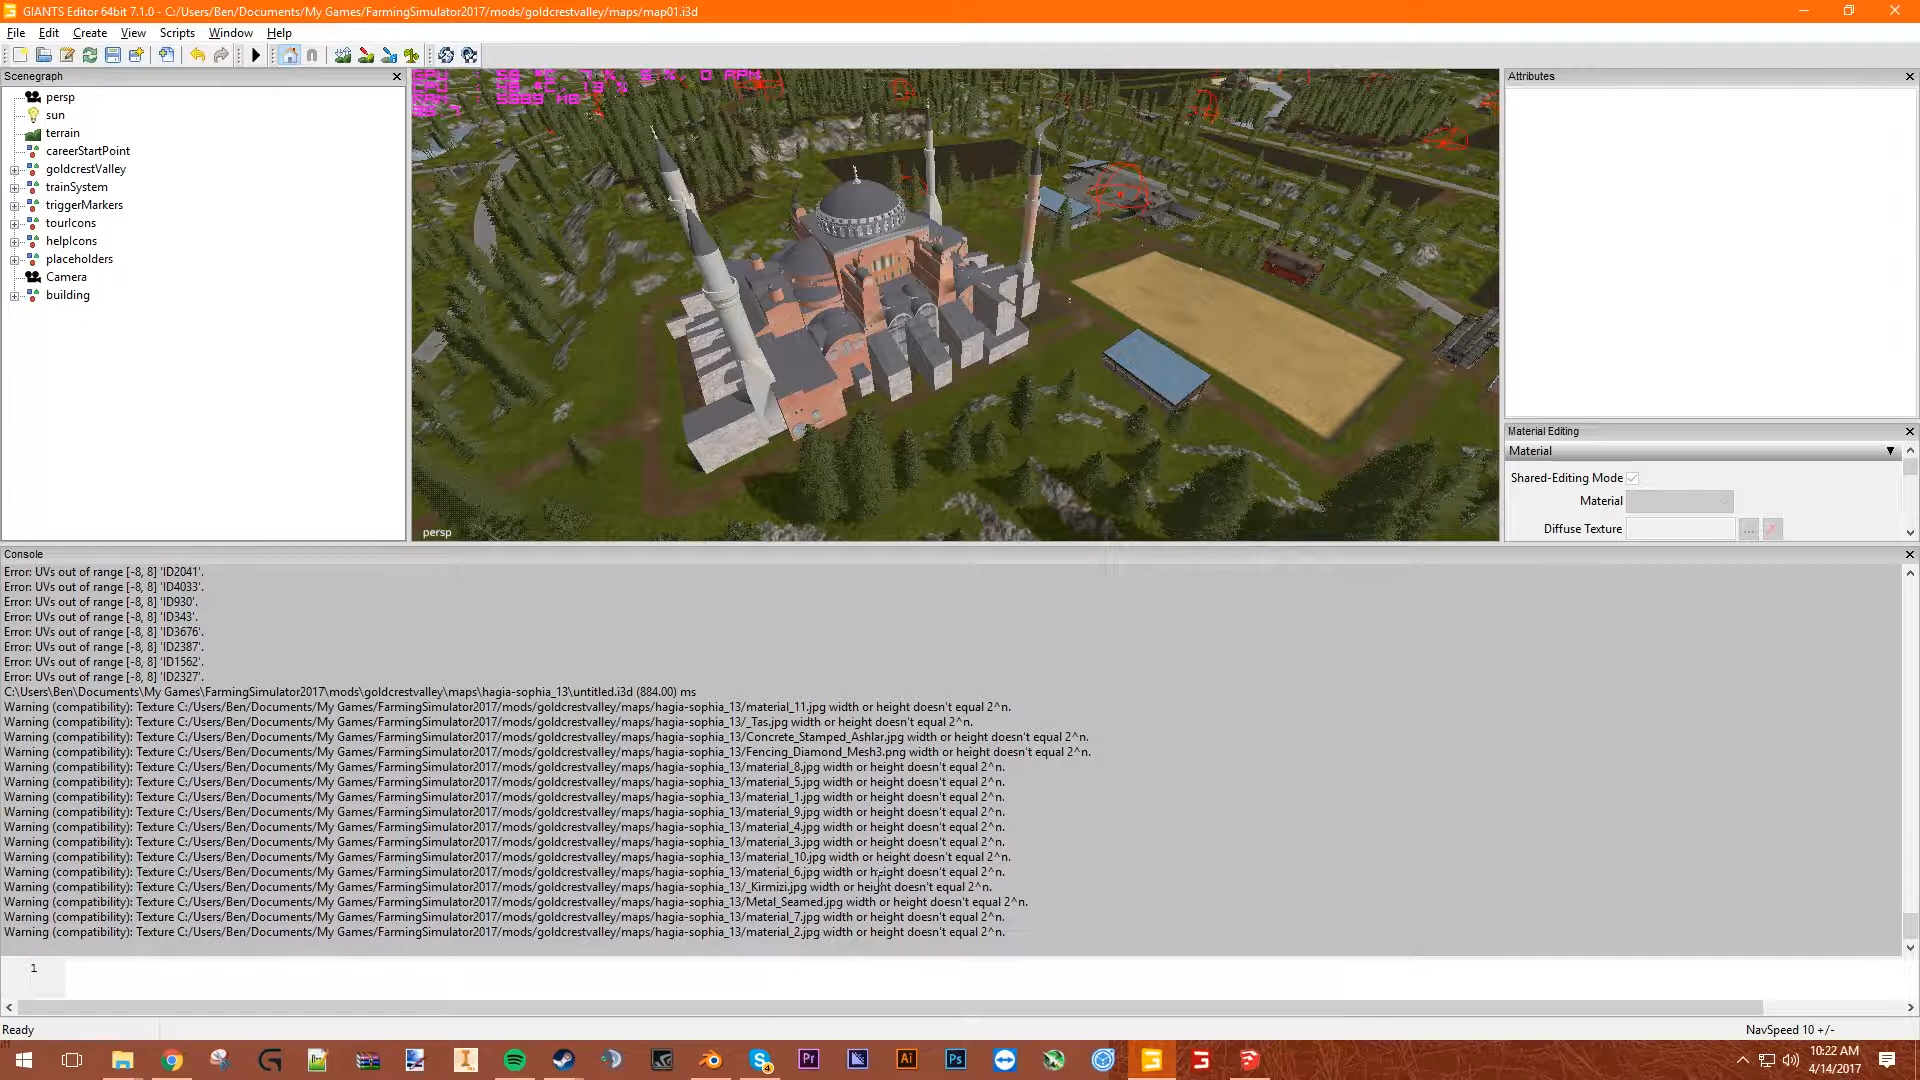 GIANTS Editor 64bit 7.1.0 - C:/Users/Ben/Documents/My Games/FarmingSimulator2017/mods/goldcrestvalley/maps/map01.i3d
File Edit Create View Scripts Window Help
Scenegraph
persp
sun
terrain
careerStartPoint
goldcrestValley
trainSystem
triggerMarkers
tourIcons
helpIcons
placeholders
Camera
building
persp
Attributes
Material Editing
Material
Shared-Editing Mode
Material
Diffuse Texture
...
Console
Error: UVs out of range [-8, 8] 'ID2041'.
Error: UVs out of range [-8, 8] 'ID4033'.
Error: UVs out of range [-8, 8] 'ID930'.
Error: UVs out of range [-8, 8] 'ID343'.
Error: UVs out of range [-8, 8] 'ID3676'.
Error: UVs out of range [-8, 8] 'ID2387'.
Error: UVs out of range [-8, 8] 'ID1562'.
Error: UVs out of range [-8, 8] 'ID2327'.
C:\Users\Ben\Documents\My Games\FarmingSimulator2017\mods\goldcrestvalley\maps\hagia-sophia_13\untitled.i3d (884.00) ms
Warning (compatibility): Texture C:/Users/Ben/Documents/My Games/FarmingSimulator2017/mods/goldcrestvalley/maps/hagia-sophia_13/material_11.jpg width or height doesn't equal 2^n.
Warning (compatibility): Texture C:/Users/Ben/Documents/My Games/FarmingSimulator2017/mods/goldcrestvalley/maps/hagia-sophia_13/_Tas.jpg width or height doesn't equal 2^n.
Warning (compatibility): Texture C:/Users/Ben/Documents/My Games/FarmingSimulator2017/mods/goldcrestvalley/maps/hagia-sophia_13/Concrete_Stamped_Ashlar.jpg width or height doesn't equal 2^n.
Warning (compatibility): Texture C:/Users/Ben/Documents/My Games/FarmingSimulator2017/mods/goldcrestvalley/maps/hagia-sophia_13/Fencing_Diamond_Mesh3.png width or height doesn't equal 2^n.
Warning (compatibility): Texture C:/Users/Ben/Documents/My Games/FarmingSimulator2017/mods/goldcrestvalley/maps/hagia-sophia_13/material_8.jpg width or height doesn't equal 2^n.
Warning (compatibility): Texture C:/Users/Ben/Documents/My Games/FarmingSimulator2017/mods/goldcrestvalley/maps/hagia-sophia_13/material_5.jpg width or height doesn't equal 2^n.
Warning (compatibility): Texture C:/Users/Ben/Documents/My Games/FarmingSimulator2017/mods/goldcrestvalley/maps/hagia-sophia_13/material_1.jpg width or height doesn't equal 2^n.
Warning (compatibility): Texture C:/Users/Ben/Documents/My Games/FarmingSimulator2017/mods/goldcrestvalley/maps/hagia-sophia_13/material_9.jpg width or height doesn't equal 2^n.
Warning (compatibility): Texture C:/Users/Ben/Documents/My Games/FarmingSimulator2017/mods/goldcrestvalley/maps/hagia-sophia_13/material_4.jpg width or height doesn't equal 2^n.
Warning (compatibility): Texture C:/Users/Ben/Documents/My Games/FarmingSimulator2017/mods/goldcrestvalley/maps/hagia-sophia_13/material_3.jpg width or height doesn't equal 2^n.
Warning (compatibility): Texture C:/Users/Ben/Documents/My Games/FarmingSimulator2017/mods/goldcrestvalley/maps/hagia-sophia_13/material_10.jpg width or height doesn't equal 2^n.
Warning (compatibility): Texture C:/Users/Ben/Documents/My Games/FarmingSimulator2017/mods/goldcrestvalley/maps/hagia-sophia_13/material_6.jpg width or height doesn't equal 2^n.
Warning (compatibility): Texture C:/Users/Ben/Documents/My Games/FarmingSimulator2017/mods/goldcrestvalley/maps/hagia-sophia_13/_Kirmizi.jpg width or height doesn't equal 2^n.
Warning (compatibility): Texture C:/Users/Ben/Documents/My Games/FarmingSimulator2017/mods/goldcrestvalley/maps/hagia-sophia_13/Metal_Seamed.jpg width or height doesn't equal 2^n.
Warning (compatibility): Texture C:/Users/Ben/Documents/My Games/FarmingSimulator2017/mods/goldcrestvalley/maps/hagia-sophia_13/material_7.jpg width or height doesn't equal 2^n.
Warning (compatibility): Texture C:/Users/Ben/Documents/My Games/FarmingSimulator2017/mods/goldcrestvalley/maps/hagia-sophia_13/material_2.jpg width or height doesn't equal 2^n.
1
Ready
NavSpeed 10 +/-
Pr
Ai
Ps
4
10:22 AM
4/14/2017